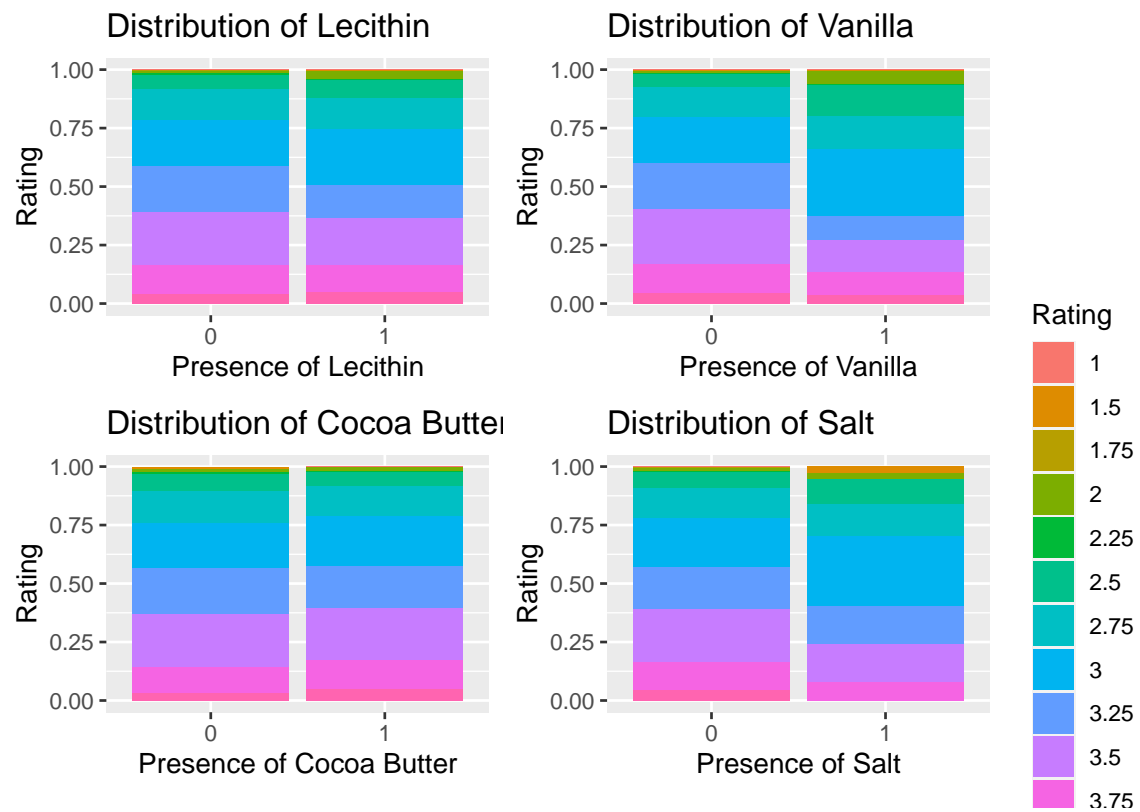 Distribution of Lecithin
1.00
0.75
0.50
0.25
0.00
Rating
0 1
Presence of Lecithin
Distribution of Vanilla
1.00
0.75
0.50
0.25
0.00
Rating
0 1
Presence of Vanilla
Distribution of Cocoa Butter
1.00
0.75
0.50
0.25
0.00
Rating
0 1
Presence of Cocoa Butter
Distribution of Salt
1.00
0.75
0.50
0.25
0.00
Rating
0 1
Presence of Salt
Rating
1
1.5
1.75
2
2.25
2.5
2.75
3
3.25
3.5
3.75